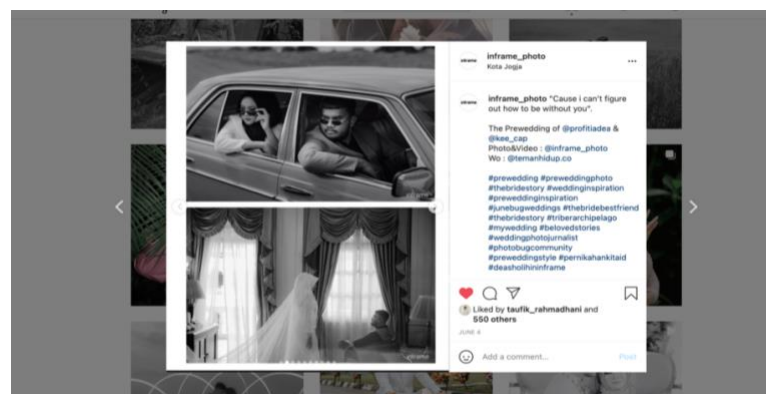 inframe_photo
Kota Jogja
inframe_photo "Cause i can't figure
out how to be without you".
The Prewedding of @profitiadea &
@kee_cap
Photo&Video : @inframe_photo
Wo : @temanhidup.co
#prewedding #preweddingphoto
#thebridestory #weddinginspiration
#preweddinginspiration
#junebugweddings #thebridebestfriend
#thebridestory #triberarchipelago
#mywedding #belovedstories
#weddingphotojournalist
#photobugcommunity
#preweddingstyle #pernikahankitaid
#deasholihininframe
Liked by taufik_rahmadhani and
550 others
JUNE 8
Add a comment...
Post